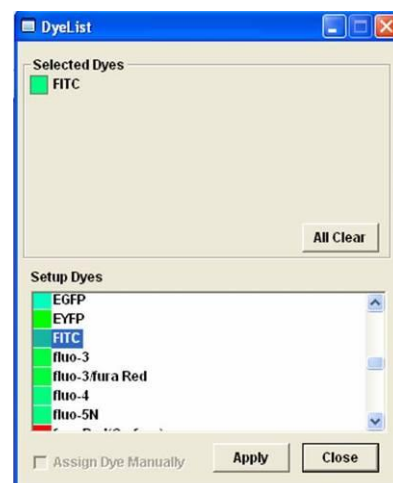 DyeList
Selected Dyes
FITC
All Clear
Setup Dyes
EGFP
EYFP
FITC
fluo-3
fluo-3/fura Red
fluo-4
fluo-5N
Assign Dye Manually
Apply
Close